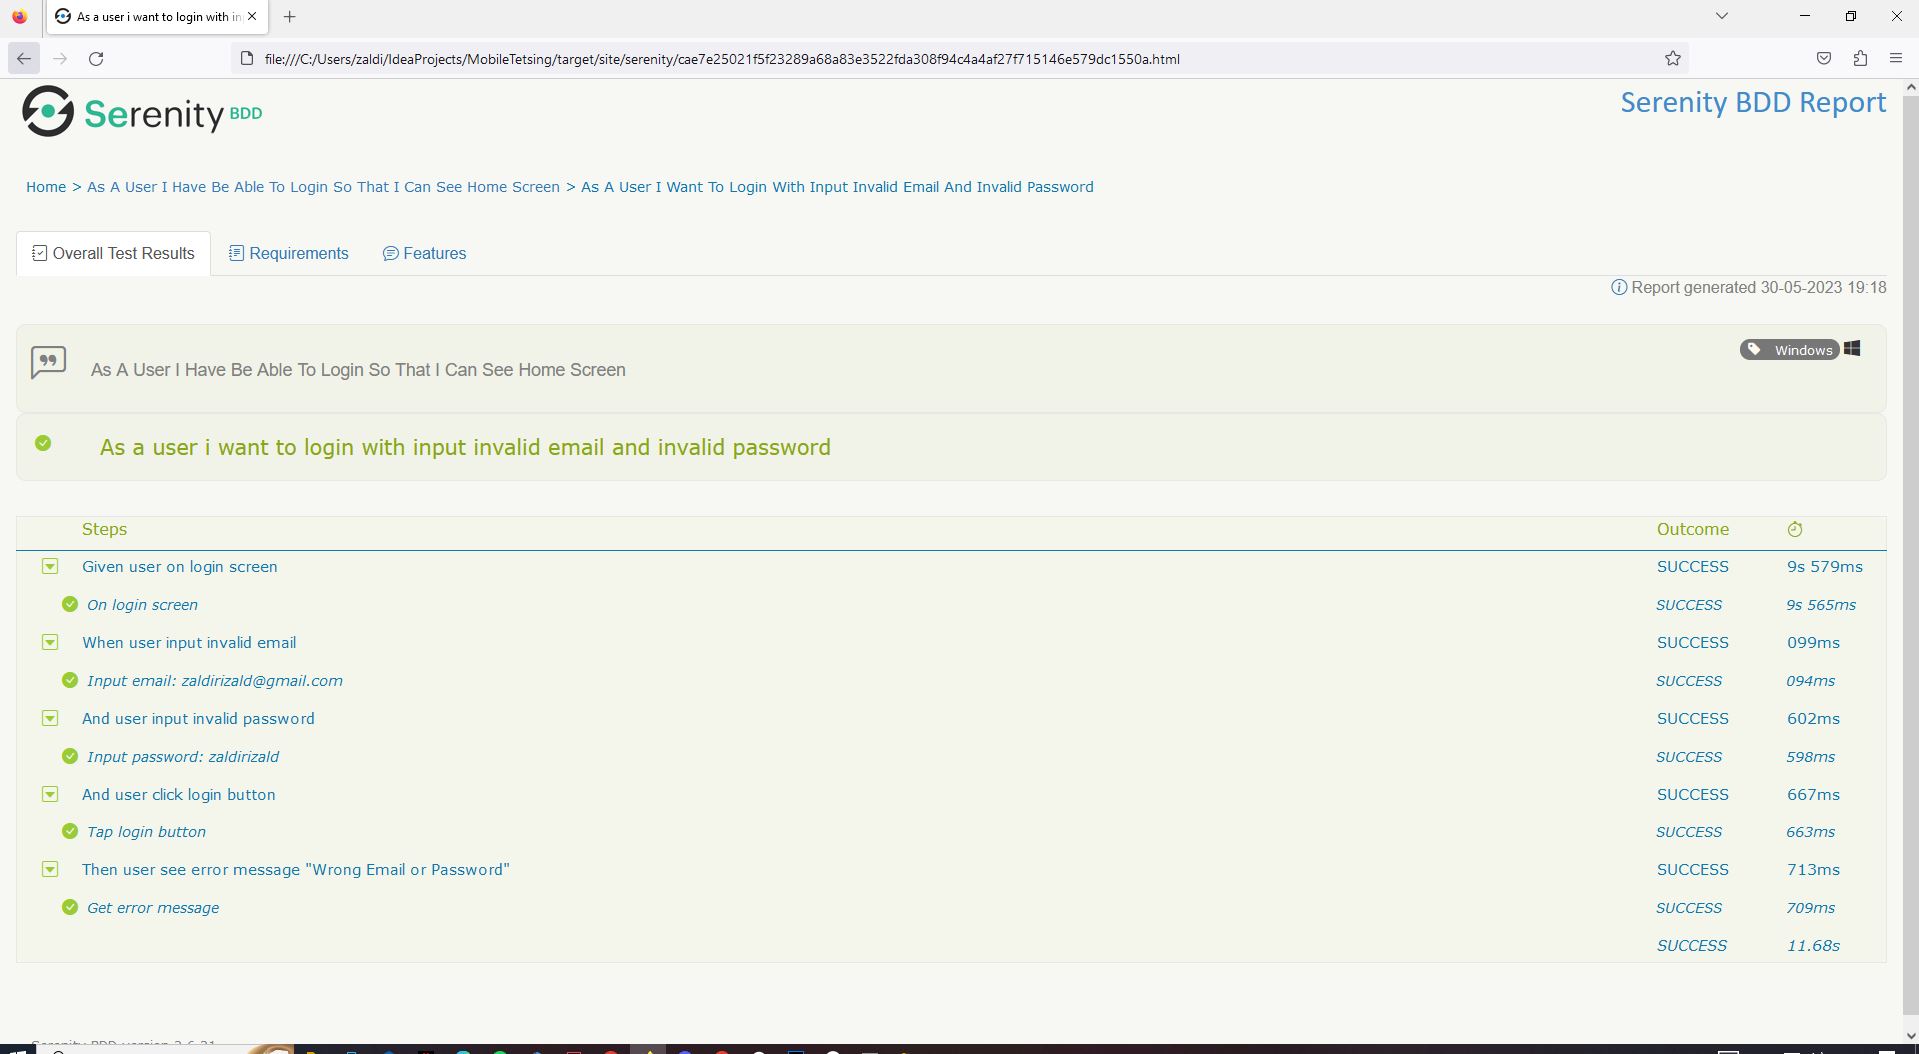 As a user i want to login with in
file:///C:/Users/zaldi/IdeaProjects/MobileTetsing/target/site/serenity/cae7e25021f5f23289a68a83e3522fda308f94c4a4af27f715146e579dc1550a.html
Serenity BDD
Serenity BDD Report
Home > As A User I Have Be Able To Login So That I Can See Home Screen > As A User I Want To Login With Input Invalid Email And Invalid Password
Overall Test Results Requirements Features
Report generated 30-05-2023 19:18
Windows
As A User I Have Be Able To Login So That I Can See Home Screen
As a user i want to login with input invalid email and invalid password
Steps Outcome
Given user on login screen SUCCESS 9s 579ms
On login screen SUCCESS 9s 565ms
When user input invalid email SUCCESS 099ms
Input email: zaldirizald@gmail.com SUCCESS 094ms
And user input invalid password SUCCESS 602ms
Input password: zaldirizald SUCCESS 598ms
And user click login button SUCCESS 667ms
Tap login button SUCCESS 663ms
Then user see error message "Wrong Email or Password" SUCCESS 713ms
Get error message SUCCESS 709ms
SUCCESS 11.68s
Serenity BDD version